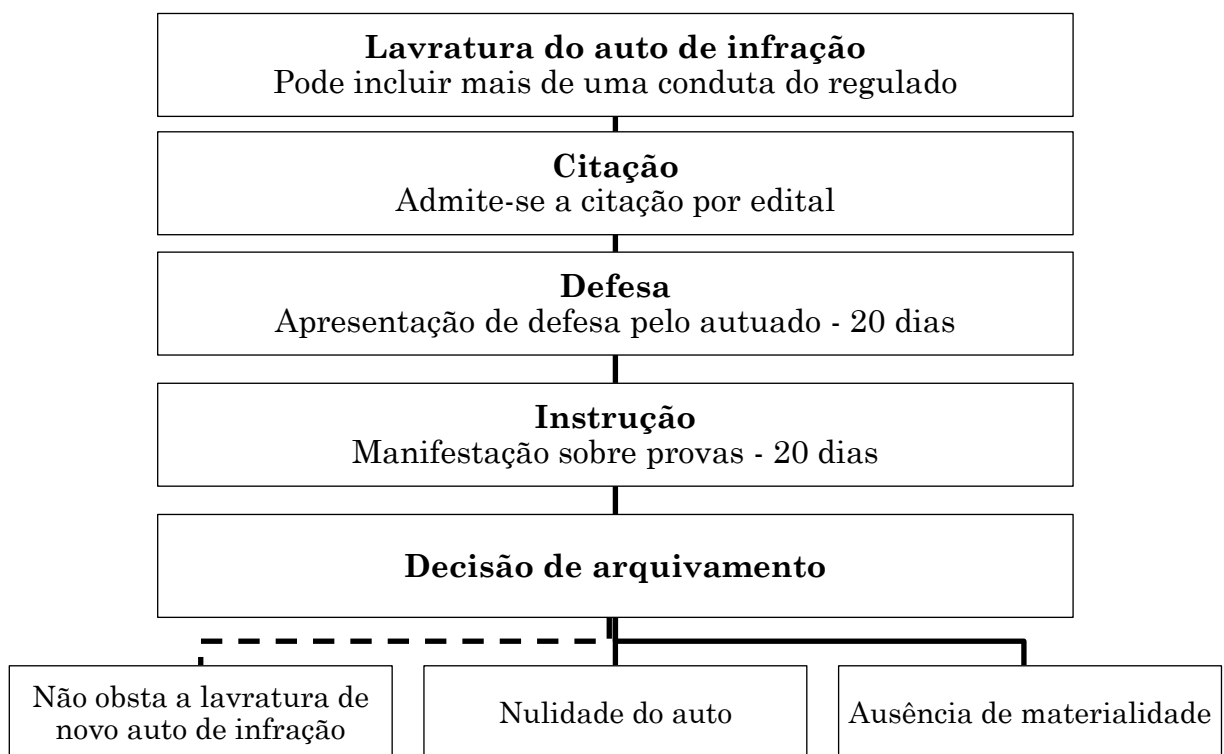 Lavratura do auto de infração
Pode incluir mais de uma conduta do regulado
Citação
Admite-se a citação por edital
Defesa
Apresentação de defesa pelo autuado - 20 dias
Instrução
Manifestação sobre provas - 20 dias
Decisão de arquivamento
Não obsta a lavratura de
novo auto de infração
Nulidade do auto
Ausência de materialidade